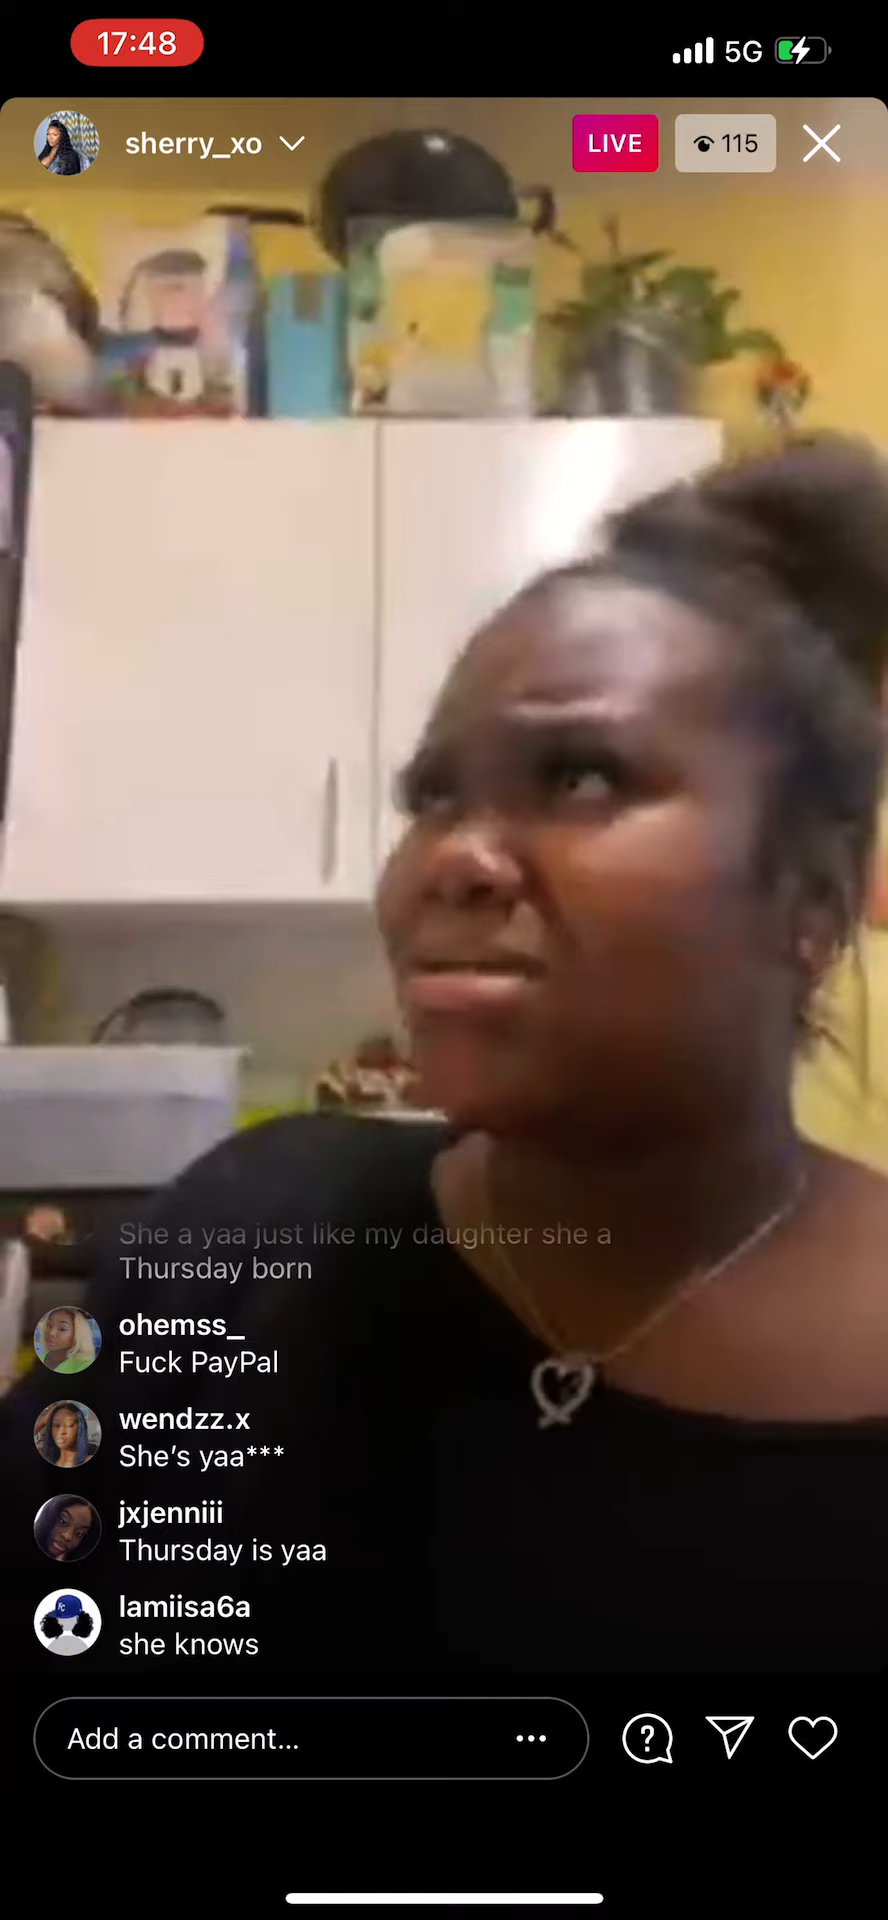 17:48
5G
sherry_xo
LIVE
115
She a yaa just like my daughter she a
Thursday born
ohemss_
Fuck PayPal
wendzz.x
She's yaa***
jxjenniii
Thursday is yaa
lamiisa6a
she knows
Add a comment...